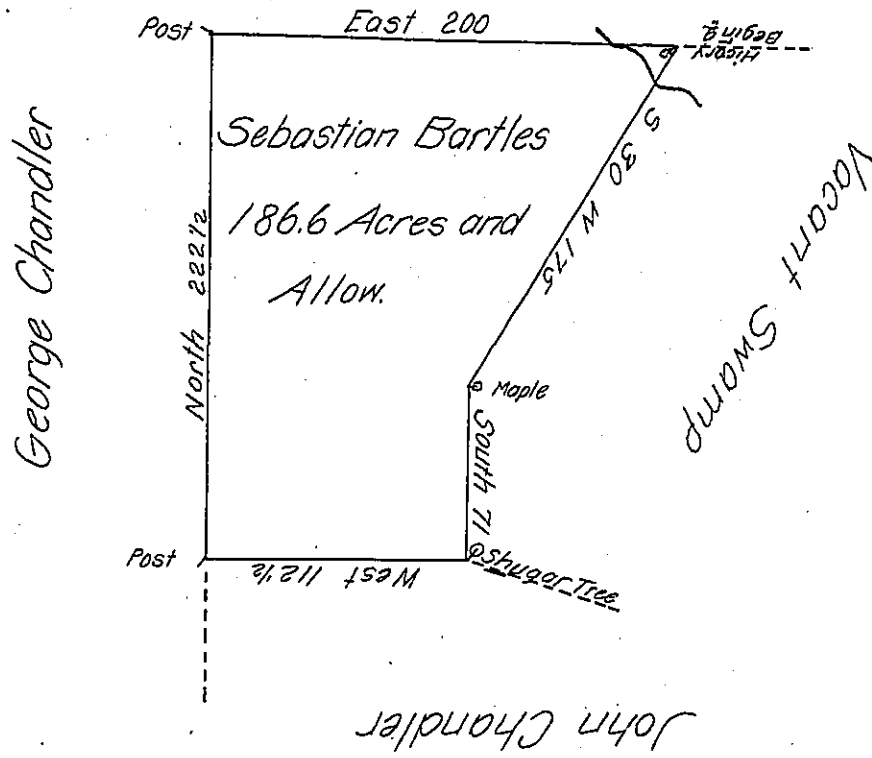 Post
East 200
Hicory
Begin g
George Chandler
Sebastian Bartles
186.6 Acres and
Allow.
North 222½
S 30 W 175
Vacant Swamp
Maple
South 71
Post
West 112½
Shugar Tree
John Chandler